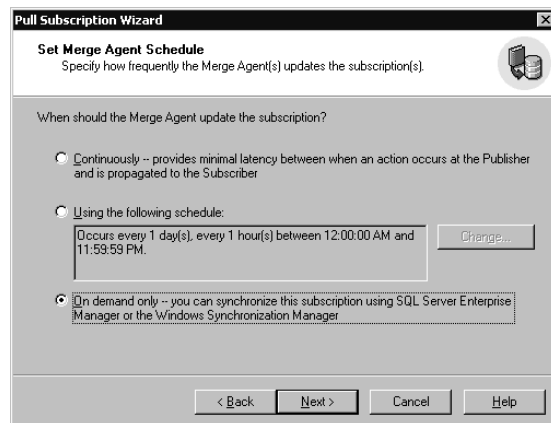 Pull Subscription Wizard
Set Merge Agent Schedule
Specify how frequently the Merge Agent(s) updates the subscription(s).
When should the Merge Agent update the subscription?
Continuously -- provides minimal latency between when an action occurs at the Publisher
and is propagated to the Subscriber
Using the following schedule:
Occurs every 1 day(s), every 1 hour(s) between 12:00:00 AM and
11:59:59 PM.
Change...
On demand only -- you can synchronize this subscription using SQL Server Enterprise
Manager or the Windows Synchronization Manager
< Back Next > Cancel Help